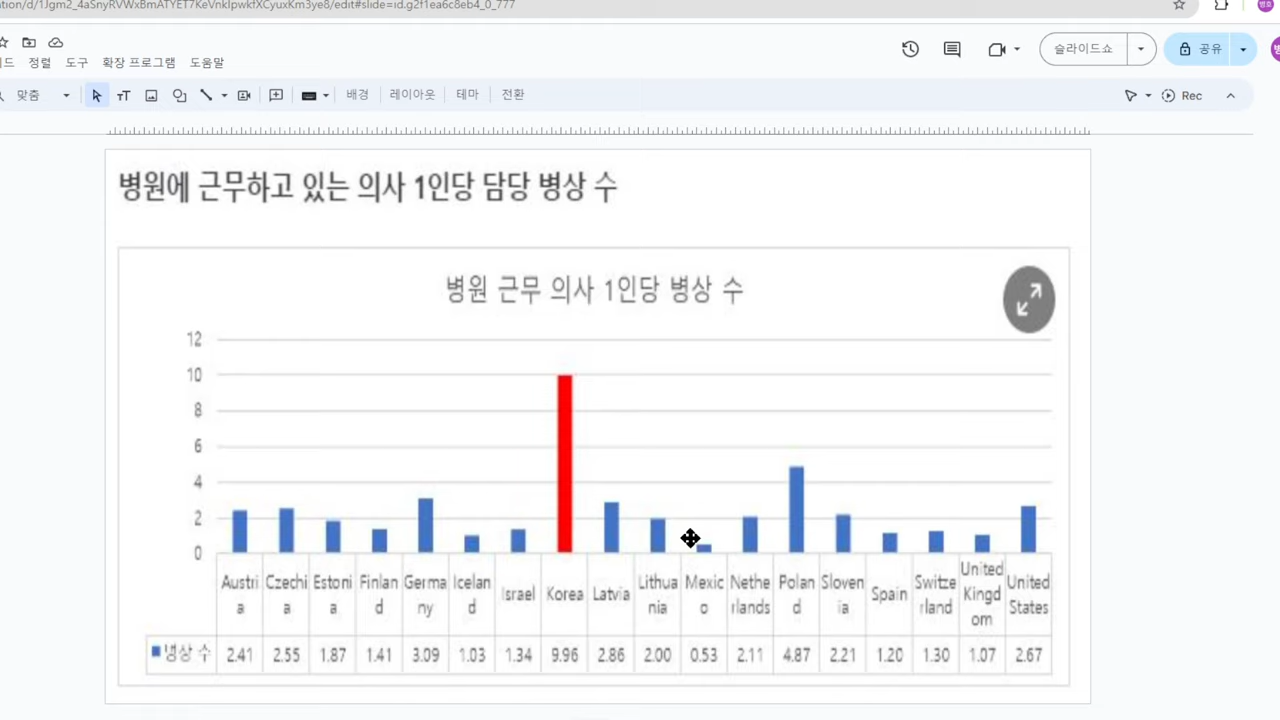 ation/d/1Jgm2_4aSnyRVWxBmATYET7KeVnkIpwkfXCyuxKm3ye8/edit#slide=id.g2f1ea6c8eb4_0_777
정렬 도구 확장 프로그램 도움말
슬라이드쇼
공유
맞춤
배경 레이아웃 테마 전환
Rec
병원에 근무하고 있는 의사 1인당 담당 병상 수
병원 근무 의사 1인당 병상 수
12
10
8
6
4
2
0
Austria Czechia Estonia Finland Germany Iceland Israel Korea Latvia Lithuania Mexico Netherlands Poland Slovenia Spain Switzerland United Kingdom United States
병상 수 2.41 2.55 1.87 1.41 3.09 1.03 1.34 9.96 2.86 2.00 0.53 2.11 4.87 2.21 1.20 1.30 1.07 2.67